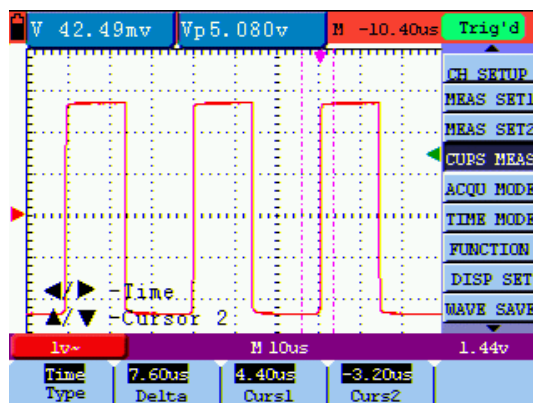 V 42.49mv Vp5.080v M -10.40us Trig'd
CH SETUP
MEAS SET1
MEAS SET2
CUPS MEAS
ACQU MODE
TIME MODE
FUNCTION
DISP SET
WAVE SAVE
◀/▶ -Time
▲/▼ -Cursor 2
1v~ M 10us 1.44v
Time 7.60us 4.40us -3.20us
Type Delta Curs1 Curs2